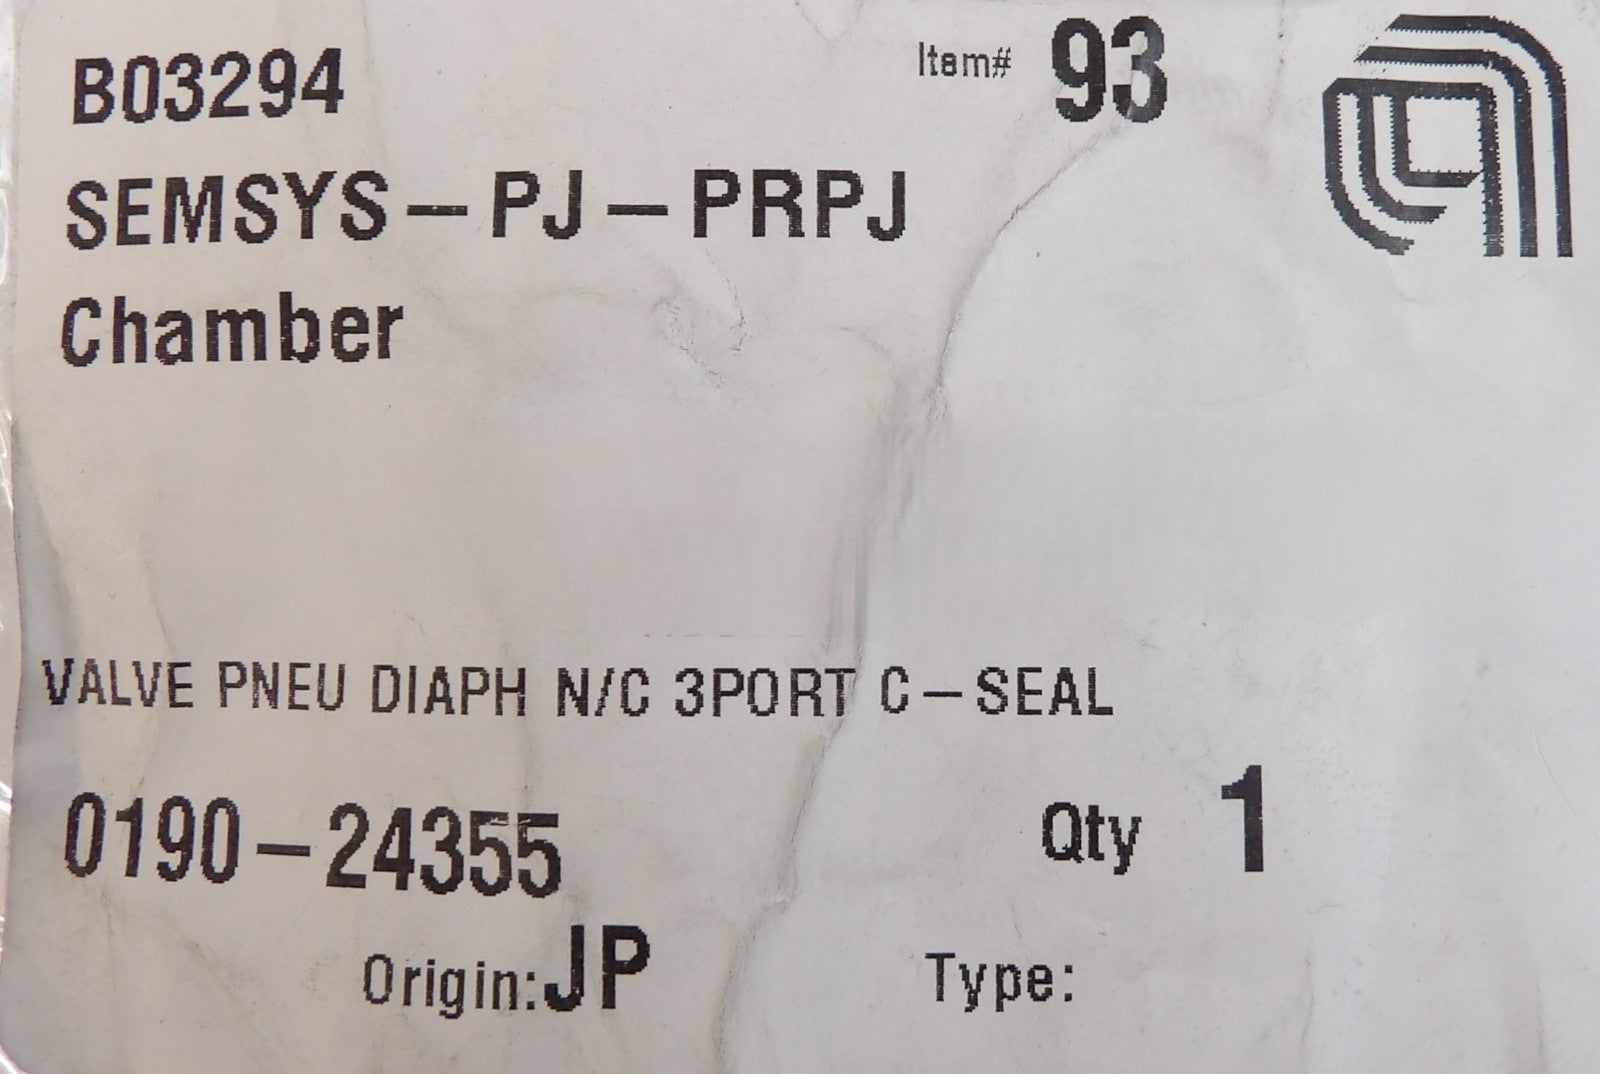 B03294 Item# 93
SEMSYS-PJ-PRPJ
Chamber
VALVE PNEU DIAPH N/C 3PORT C-SEAL
0190-24355 Qty 1
Origin:JP Type: